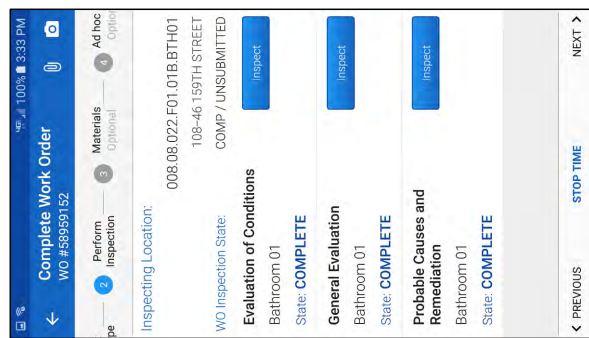 4G 100% 3:33 PM
Complete Work Order
WO #58959152
pe
2
Perform
Inspection
3
Materials
Optional
4
Ad hoc
Option
Inspecting Location:
008.08.022.F01.01B.BTH01
108-46 159TH STREET
WO Inspection State:
COMP / UNSUBMITTED
Evaluation of Conditions
Bathroom 01
State: COMPLETE
Inspect
General Evaluation
Bathroom 01
State: COMPLETE
Inspect
Probable Causes and
Remediation
Bathroom 01
State: COMPLETE
Inspect
< PREVIOUS
STOP TIME
NEXT >